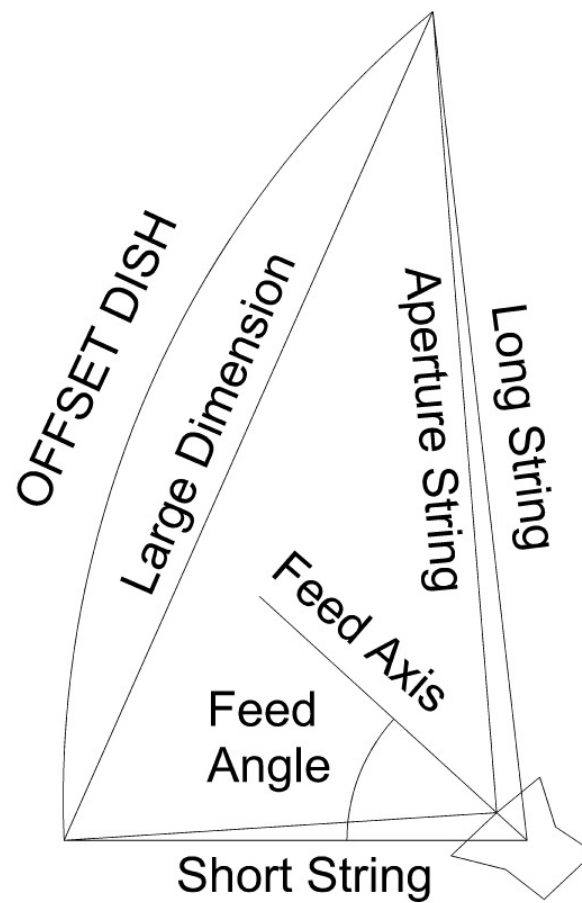 OFFSET DISH
Large Dimension
Aperture String
Long String
Feed Axis
Feed
Angle
Short String